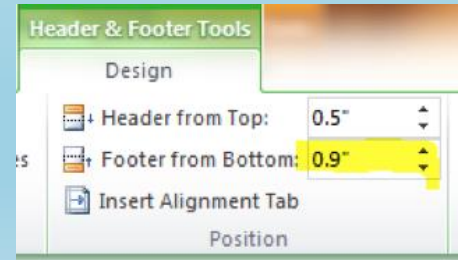 Header & Footer Tools
Design
Header from Top: 0.5"
Footer from Bottom: 0.9"
Insert Alignment Tab
Position